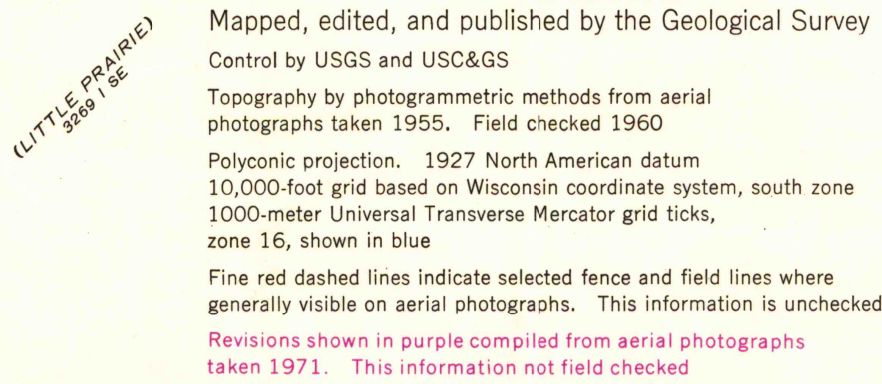 (LITTLE PRAIRIE)
3269 I SE
Mapped, edited, and published by the Geological Survey
Control by USGS and USC&GS
Topography by photogrammetric methods from aerial
photographs taken 1955. Field checked 1960
Polyconic projection. 1927 North American datum
10,000-foot grid based on Wisconsin coordinate system, south zone
1000-meter Universal Transverse Mercator grid ticks,
zone 16, shown in blue
Fine red dashed lines indicate selected fence and field lines where
generally visible on aerial photographs. This information is unchecked
Revisions shown in purple compiled from aerial photographs
taken 1971. This information not field checked